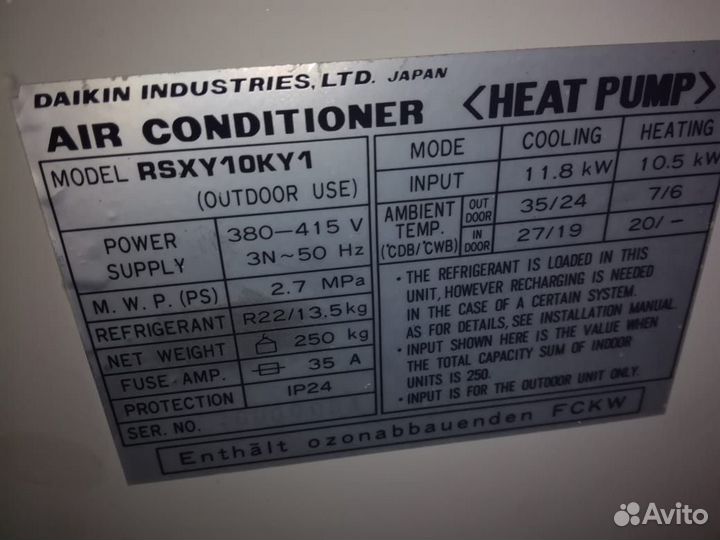 DAIKIN INDUSTRIES, LTD. JAPAN
AIR CONDITIONER <HEAT PUMP>
MODEL RSXY10KY1
(OUTDOOR USE)
POWER SUPPLY 380–415 V
3N~50 Hz
M. W. P. (PS) 2.7 MPa
REFRIGERANT R22/13.5kg
NET WEIGHT 250 kg
FUSE AMP. 35 A
PROTECTION IP24
SER. NO.
MODE COOLING HEATING
INPUT 11.8 kW 10.5 kW
AMBIENT TEMP. (℃DB/℃WB) OUT DOOR 35/24 7/6
IN DOOR 27/19 20/-
• THE REFRIGERANT IS LOADED IN THIS
UNIT, HOWEVER RECHARGING IS NEEDED
IN THE CASE OF A CERTAIN SYSTEM.
AS FOR DETAILS, SEE INSTALLATION MANUAL.
• INPUT SHOWN HERE IS THE VALUE WHEN
THE TOTAL CAPACITY SUM OF INDOOR
UNITS IS 250.
• INPUT IS FOR THE OUTDOOR UNIT ONLY.
Enthält ozonabbauenden FCKW
Avito